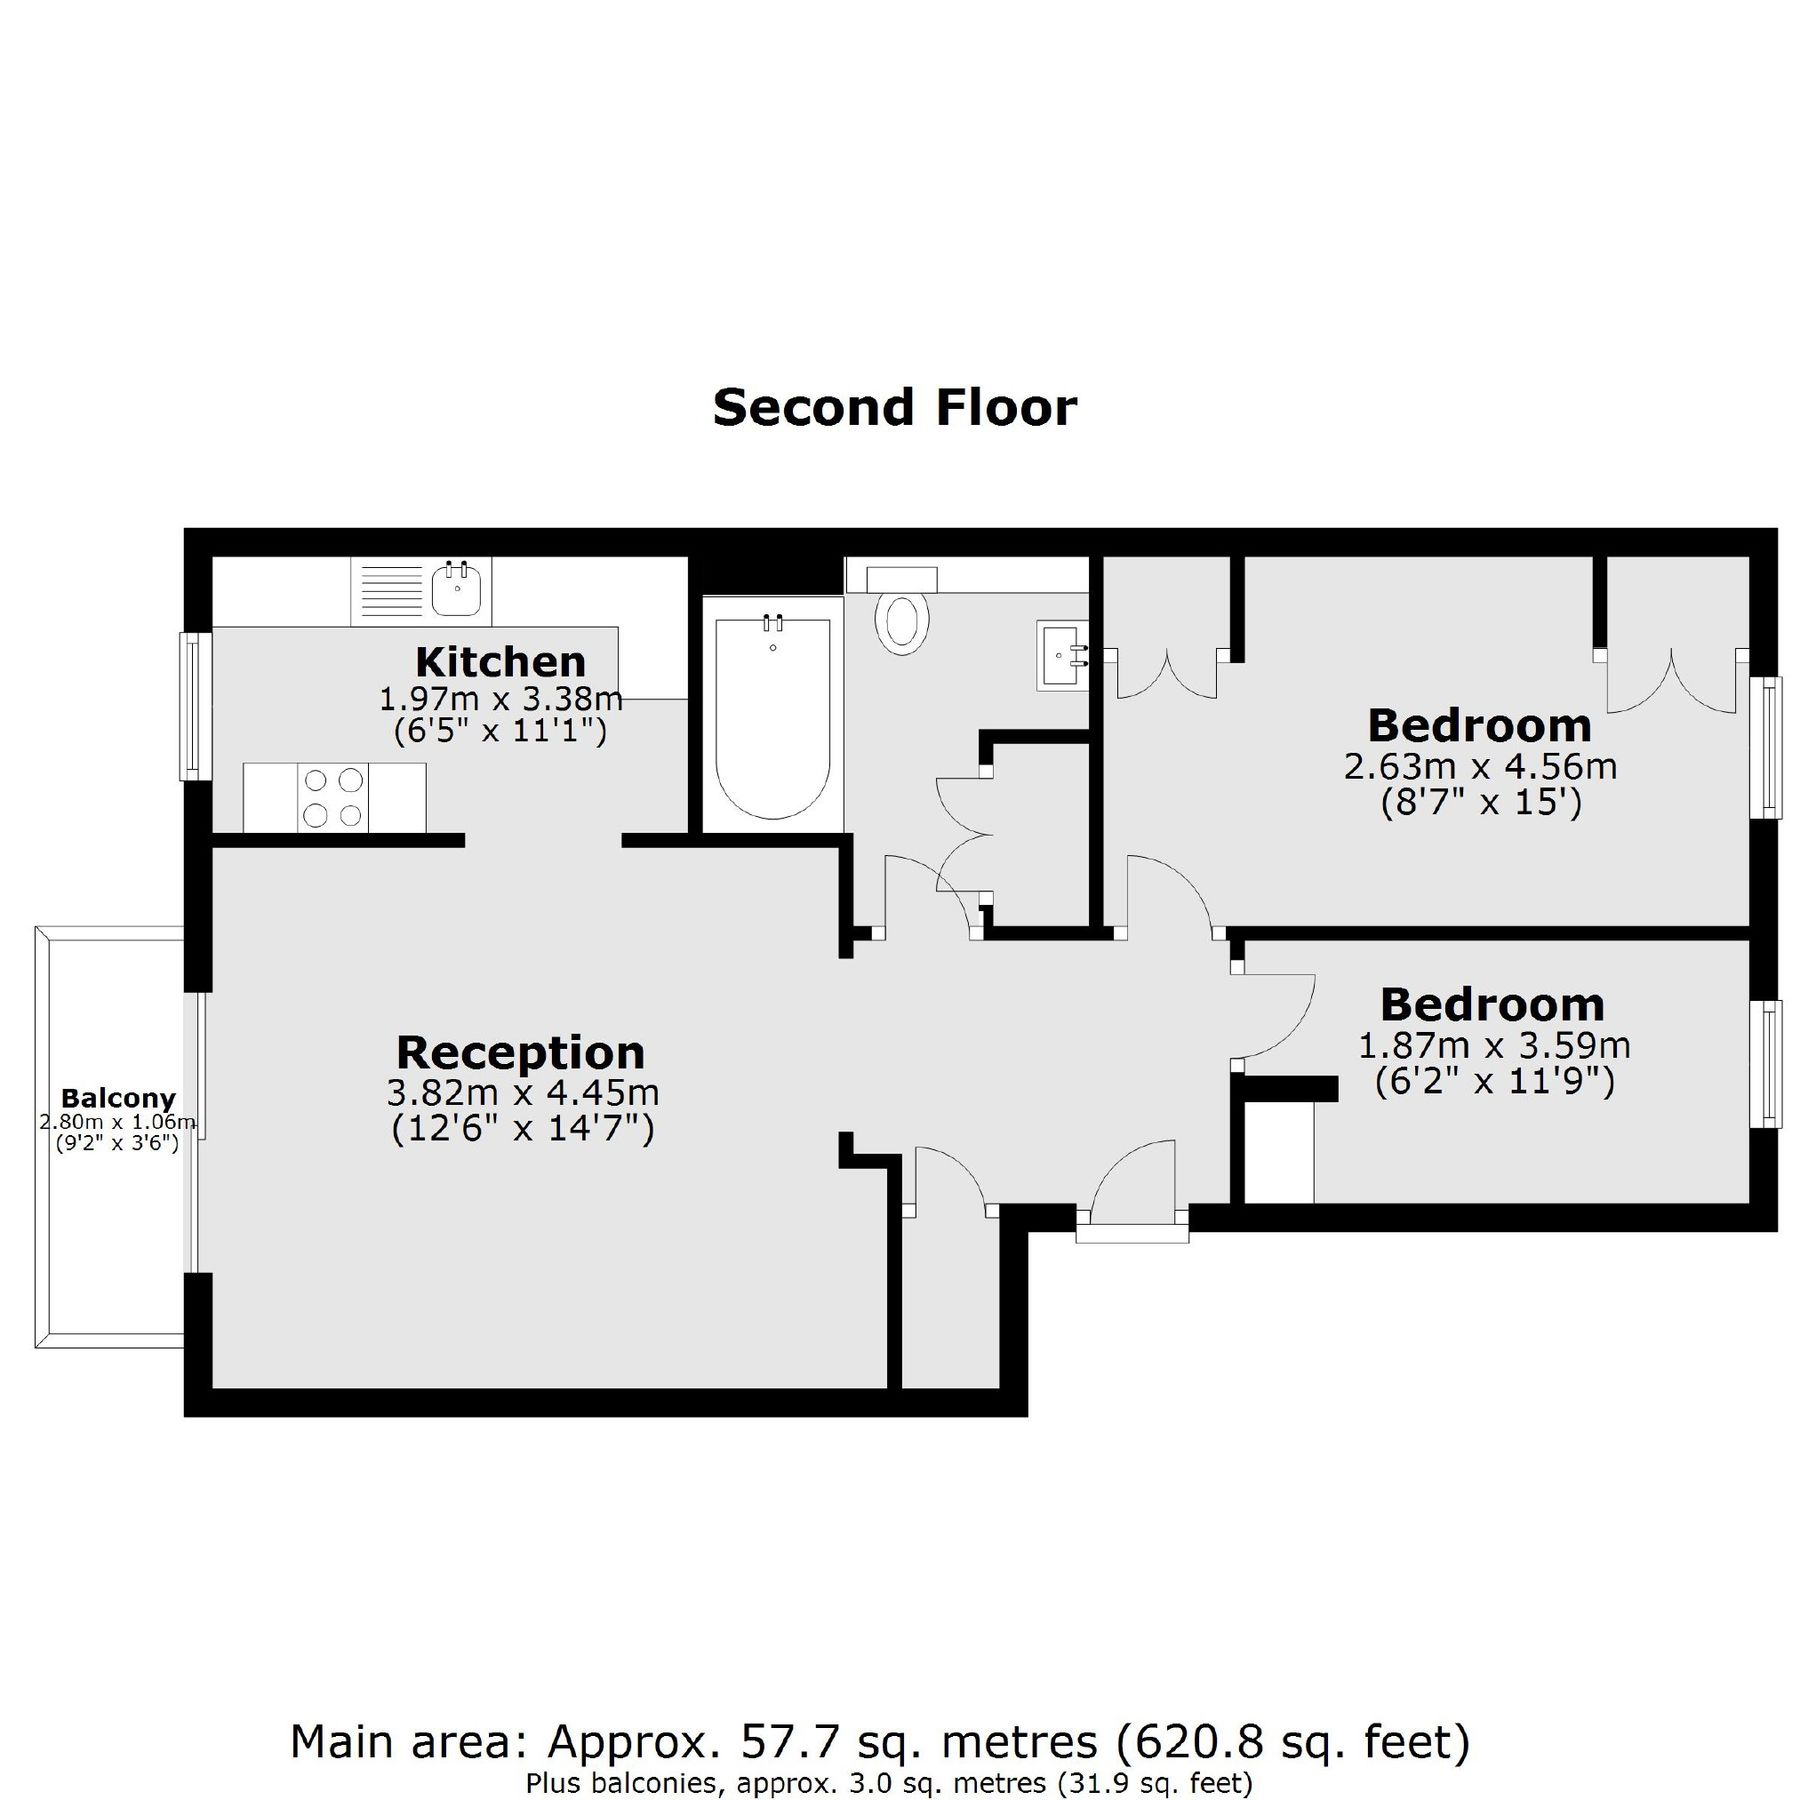 Second Floor
Kitchen
1.97m x 3.38m
(6'5" x 11'1")
Bedroom
2.63m x 4.56m
(8'7" x 15')
Bedroom
1.87m x 3.59m
(6'2" x 11'9")
Reception
3.82m x 4.45m
(12'6" x 14'7")
Balcony
2.80m x 1.06m
(9'2" x 3'6")
Main area: Approx. 57.7 sq. metres (620.8 sq. feet)
Plus balconies, approx. 3.0 sq. metres (31.9 sq. feet)